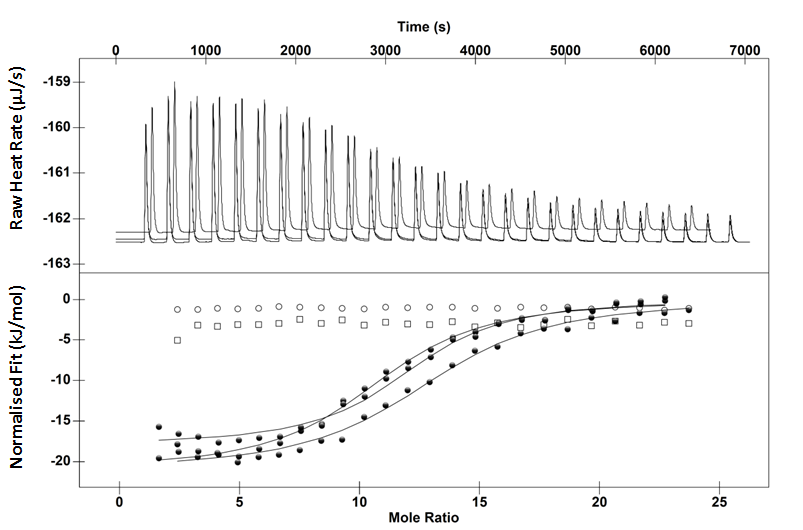 Time (s)
0 1000 2000 3000 4000 5000 6000 7000
Raw Heat Rate (µJ/s)
-159
-160
-161
-162
-163
Normalised Fit (kJ/mol)
0
-5
-10
-15
-20
0 5 10 15 20 25
Mole Ratio